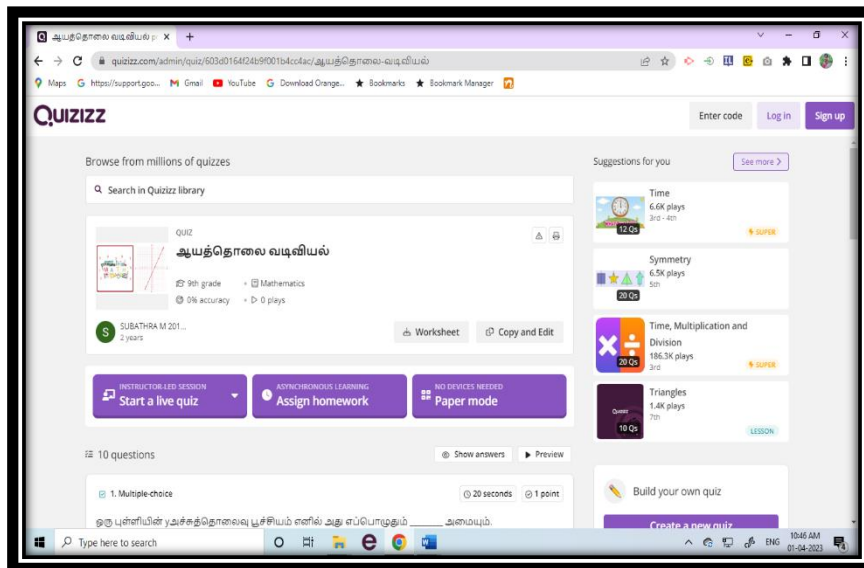 ஆயத்தொலை வடிவியல்
quizizz.com/admin/quiz/603d0164f24b9f001b4cc4ac/ஆயத்தொலை-வடிவியல்
Maps https://support.goo... Gmail YouTube Download Orange... Bookmarks Bookmark Manager
QUIZIZZ
Enter code Log in Sign up
Browse from millions of quizzes
Search in Quizizz library
QUIZ
ஆயத்தொலை வடிவியல்
9th grade Mathematics
0% accuracy 0 plays
S
SUBATHRA M 201...
2 years
Worksheet Copy and Edit
INSTRUCTOR-LED SESSION
Start a live quiz
ASYNCHRONOUS LEARNING
Assign homework
NO DEVICES NEEDED
Paper mode
10 questions
Show answers Preview
1. Multiple-choice
20 seconds 1 point
ஒரு புள்ளியின் yஅச்சுத்தொலைவு பூச்சியம் எனில் அது எப்பொழுதும் _______ அமையும்.
Suggestions for you
See more >
Time
6.6K plays
3rd - 4th
12 Qs
SUPER
Symmetry
6.5K plays
5th
20 Qs
Time, Multiplication and
Division
186.3K plays
3rd
20 Qs
SUPER
Triangles
1.4K plays
7th
Quizizz
10 Qs
LESSON
Build your own quiz
Create a new quiz
Type here to search
ENG
10:46 AM
01-04-2023